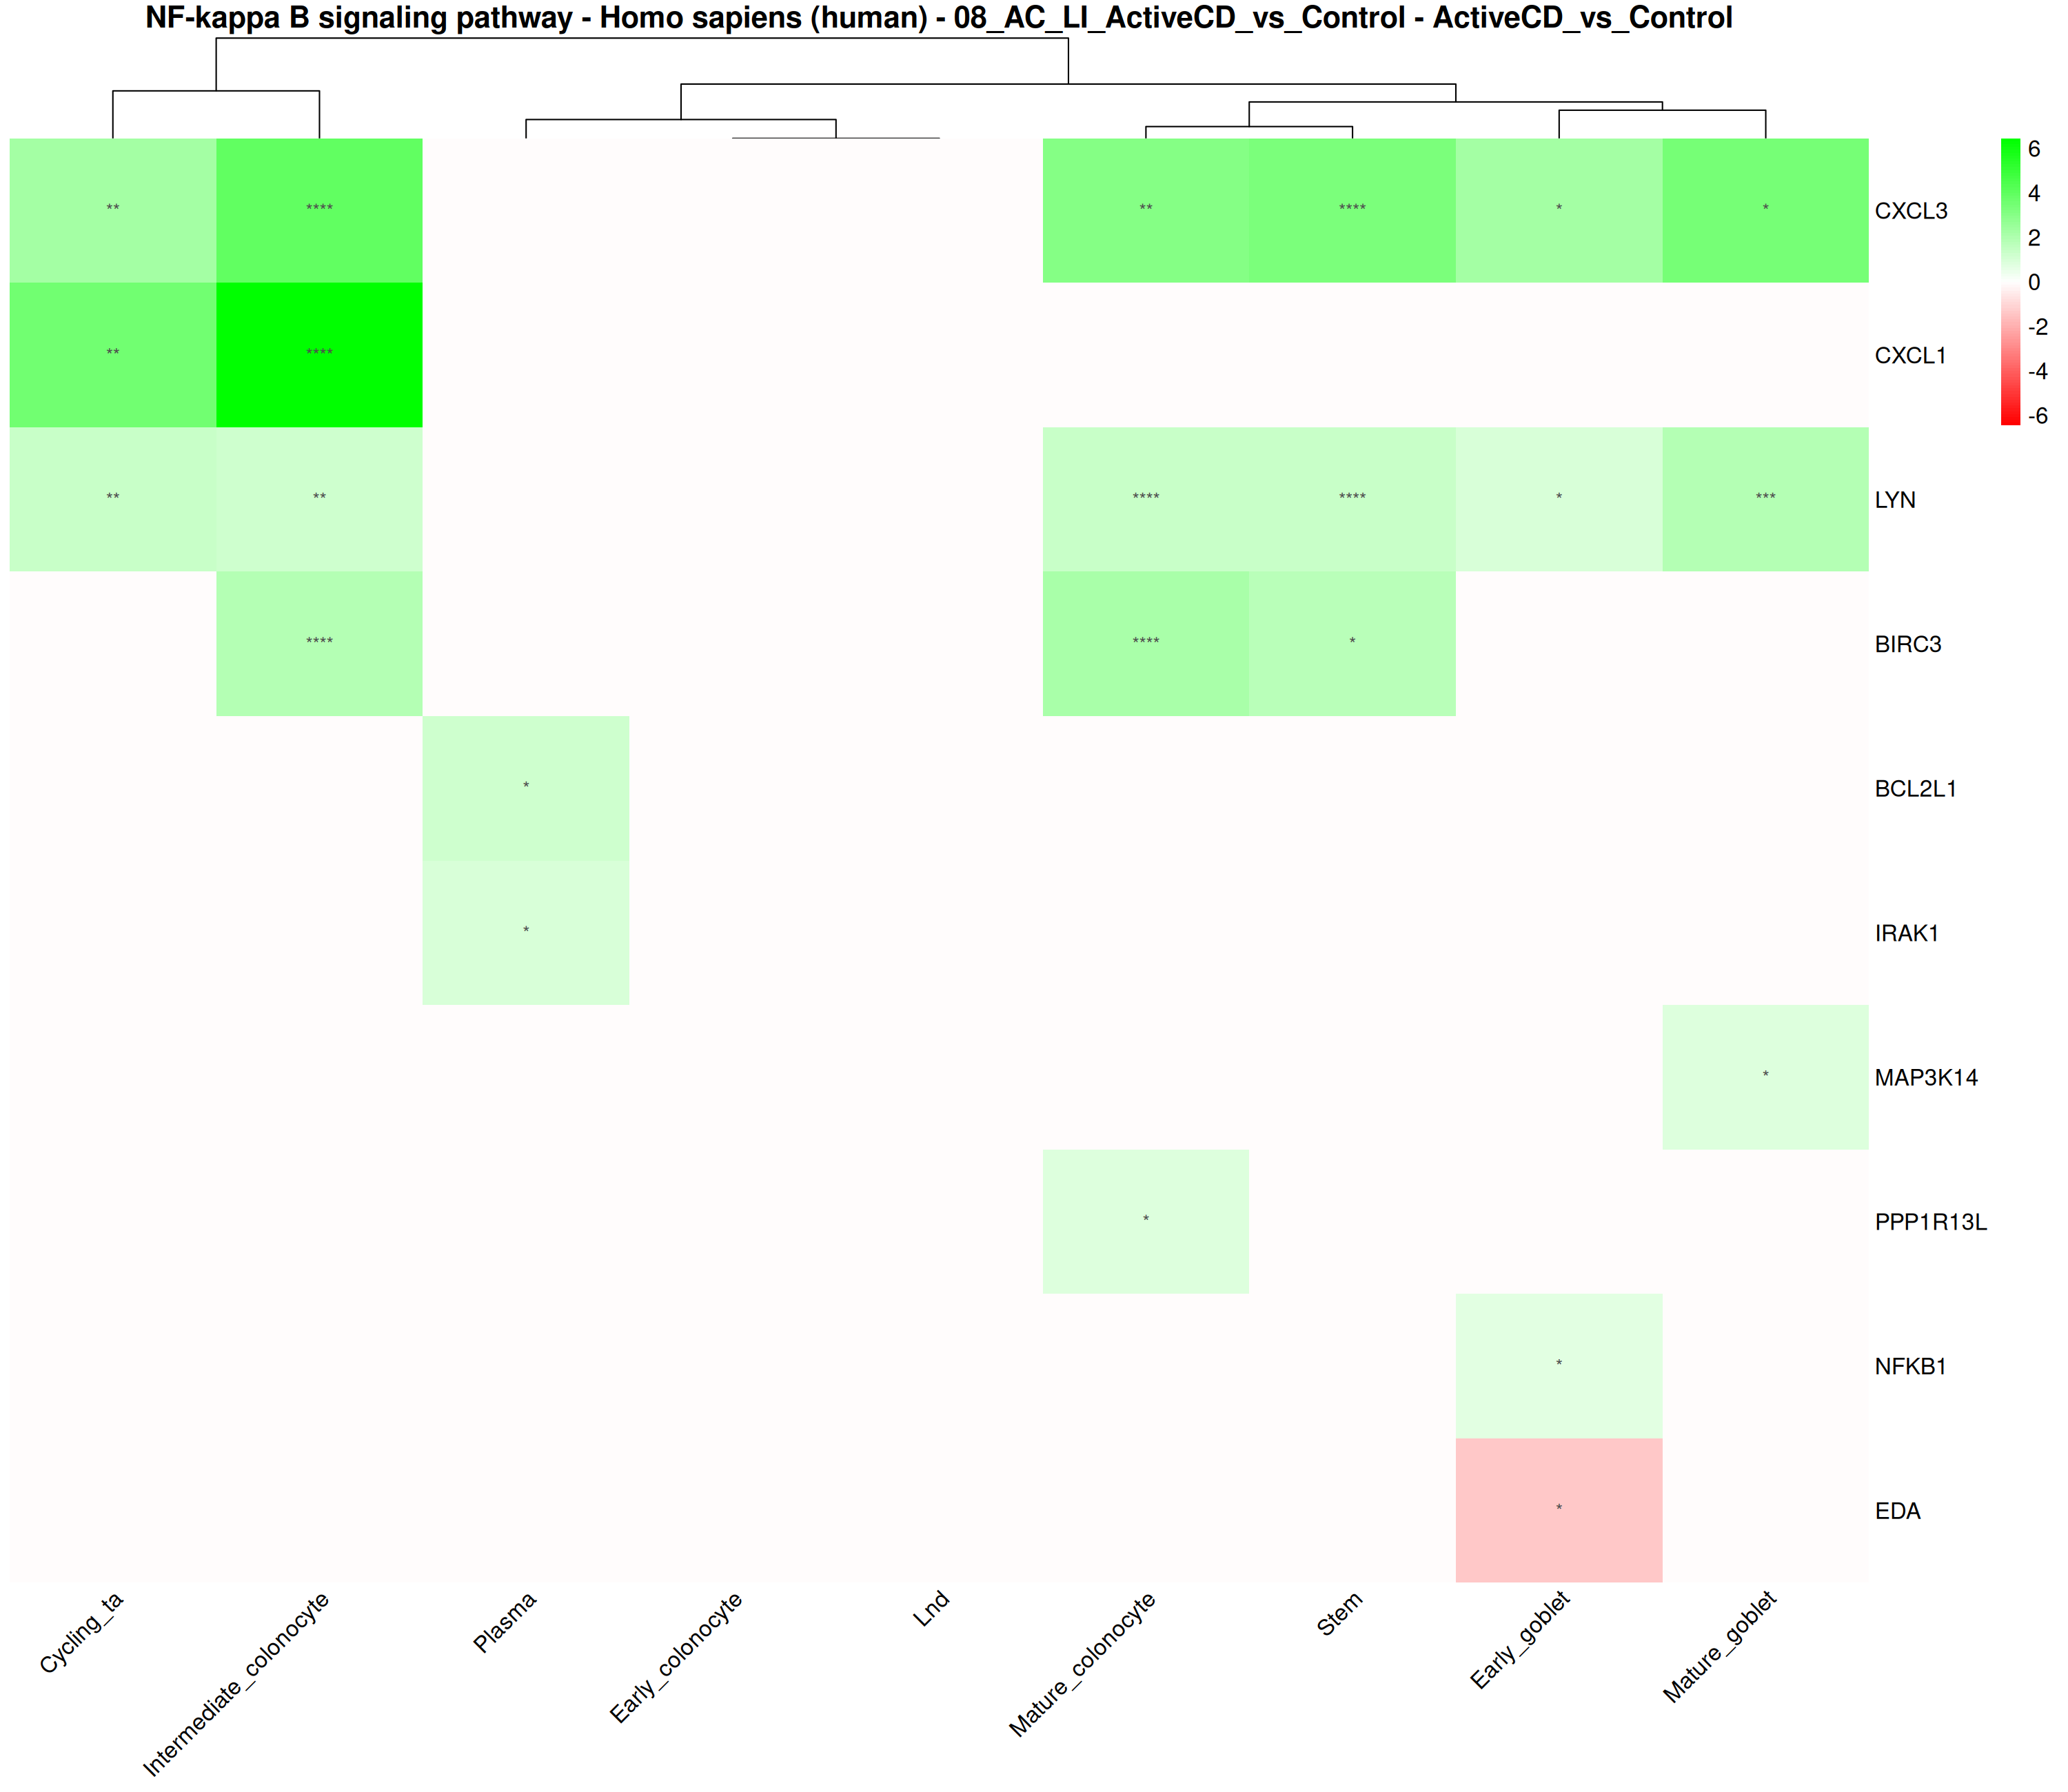 NF-kappa B signaling pathway - Homo sapiens (human) - 08_AC_LI_ActiveCD_vs_Control - ActiveCD_vs_Control
6
4
2
0
-2
-4
-6
** **** ** **** * * CXCL3
** **** CXCL1
** ** **** **** * *** LYN
**** **** * BIRC3
* BCL2L1
* IRAK1
* MAP3K14
* PPP1R13L
* NFKB1
* EDA
Cycling_ta
Intermediate_colonocyte
Plasma
Early_colonocyte
Lnd
Mature_colonocyte
Stem
Early_goblet
Mature_goblet